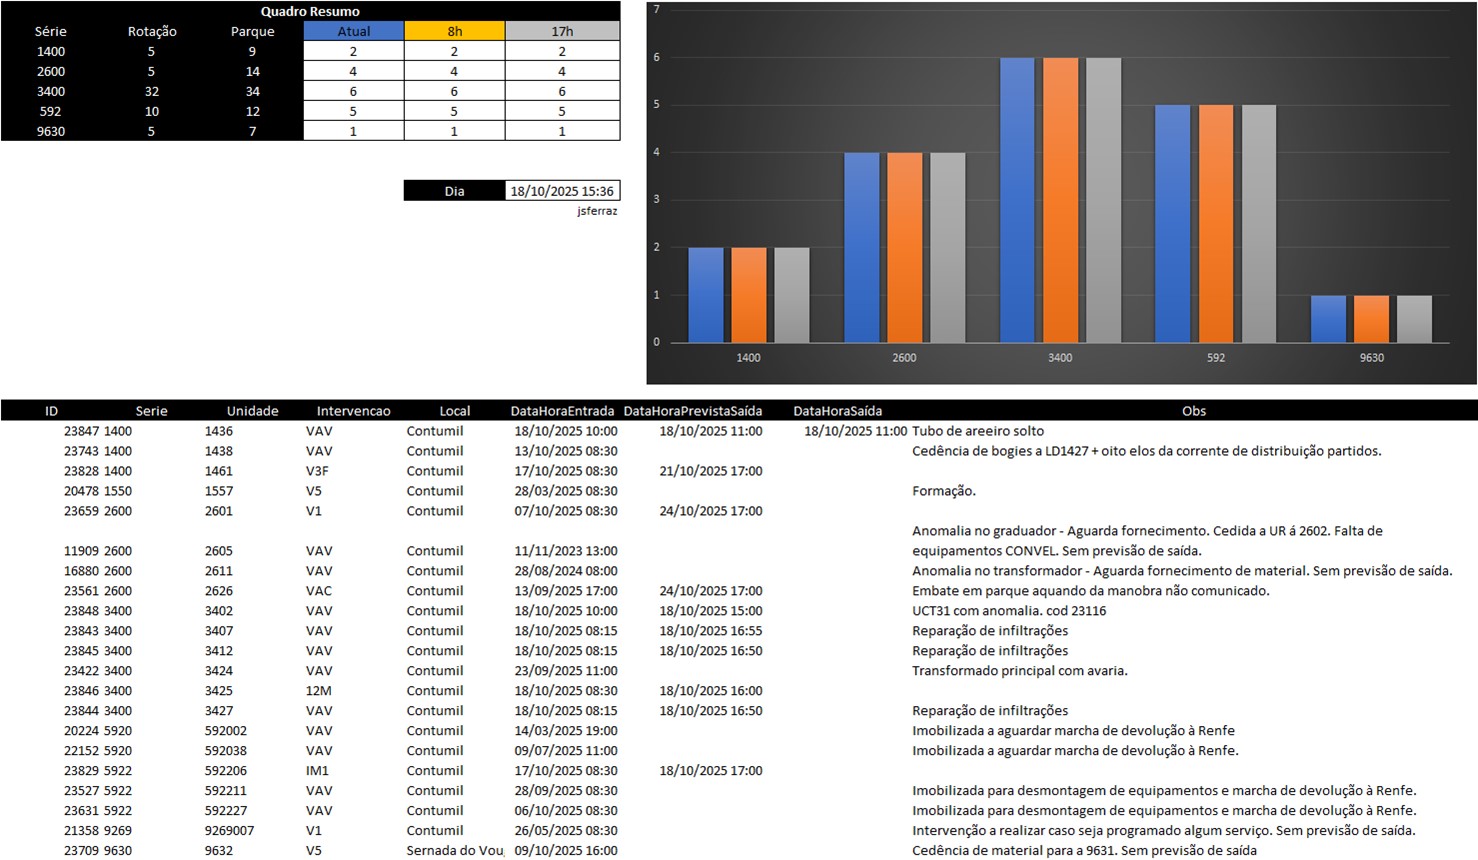 Quadro Resumo
Série Rotação Parque Atual 8h 17h
1400 5 9 2 2 2
2600 5 14 4 4 4
3400 32 34 6 6 6
592 10 12 5 5 5
9630 5 7 1 1 1
Dia 18/10/2025 15:36
jsferraz
7
6
5
4
3
2
1
0
1400 2600 3400 592 9630
ID Serie Unidade Intervencao Local DataHoraEntrada DataHoraPrevistaSaída DataHoraSaída Obs
23847 1400 1436 VAV Contumil 18/10/2025 10:00 18/10/2025 11:00 18/10/2025 11:00 Tubo de areeiro solto
23743 1400 1438 VAV Contumil 13/10/2025 08:30 Cedência de bogies a LD1427 + oito elos da corrente de distribuição partidos.
23828 1400 1461 V3F Contumil 17/10/2025 08:30 21/10/2025 17:00
20478 1550 1557 V5 Contumil 28/03/2025 08:30 Formação.
23659 2600 2601 V1 Contumil 07/10/2025 08:30 24/10/2025 17:00
Anomalia no graduador - Aguarda fornecimento. Cedida a UR á 2602. Falta de
11909 2600 2605 VAV Contumil 11/11/2023 13:00 equipamentos CONVEL. Sem previsão de saída.
16880 2600 2611 VAV Contumil 28/08/2024 08:00 Anomalia no transformador - Aguarda fornecimento de material. Sem previsão de saída.
23561 2600 2626 VAC Contumil 13/09/2025 17:00 24/10/2025 17:00 Embate em parque aquando da manobra não comunicado.
23848 3400 3402 VAV Contumil 18/10/2025 10:00 18/10/2025 15:00 UCT31 com anomalia. cod 23116
23843 3400 3407 VAV Contumil 18/10/2025 08:15 18/10/2025 16:55 Reparação de infiltrações
23845 3400 3412 VAV Contumil 18/10/2025 08:15 18/10/2025 16:50 Reparação de infiltrações
23422 3400 3424 VAV Contumil 23/09/2025 11:00 Transformado principal com avaria.
23846 3400 3425 12M Contumil 18/10/2025 08:30 18/10/2025 16:00
23844 3400 3427 VAV Contumil 18/10/2025 08:15 18/10/2025 16:50 Reparação de infiltrações
20224 5920 592002 VAV Contumil 14/03/2025 19:00 Imobilizada a aguardar marcha de devolução à Renfe
22152 5920 592038 VAV Contumil 09/07/2025 11:00 Imobilizada a aguardar marcha de devolução à Renfe.
23829 5922 592206 IM1 Contumil 17/10/2025 08:30 18/10/2025 17:00
23527 5922 592211 VAV Contumil 28/09/2025 08:30 Imobilizada para desmontagem de equipamentos e marcha de devolução à Renfe.
23631 5922 592227 VAV Contumil 06/10/2025 08:30 Imobilizada para desmontagem de equipamentos e marcha de devolução à Renfe.
21358 9269 9269007 V1 Contumil 26/05/2025 08:30 Intervenção a realizar caso seja programado algum serviço. Sem previsão de saída.
23709 9630 9632 V5 Sernada do Voug 09/10/2025 16:00 Cedência de material para a 9631. Sem previsão de saída